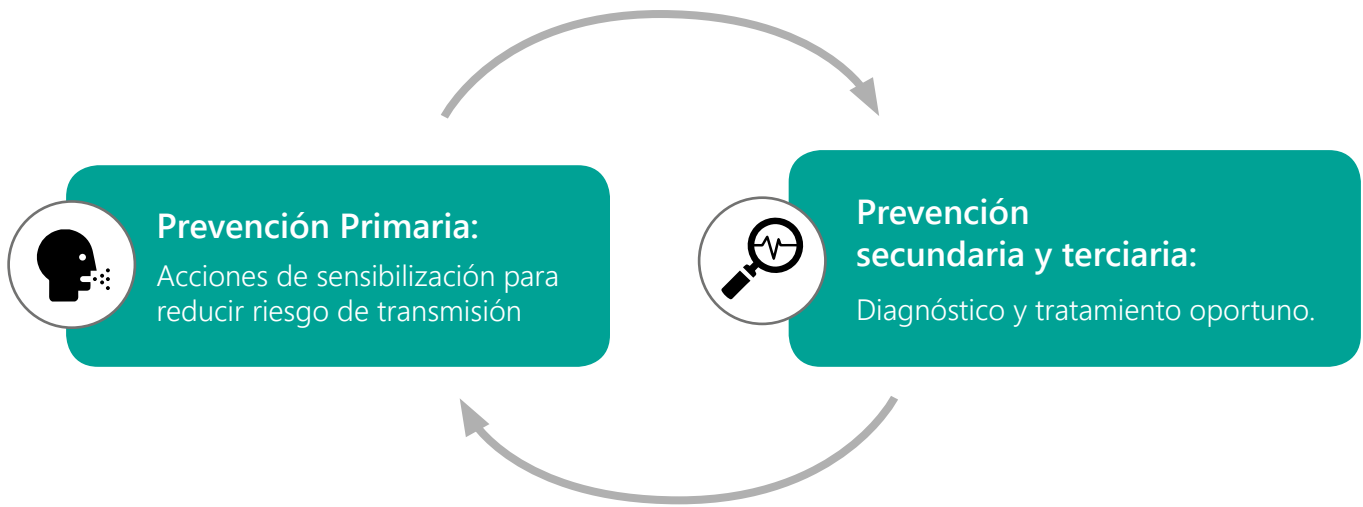 Prevención Primaria:
Acciones de sensibilización para
reducir riesgo de transmisión
Prevención
secundaria y terciaria:
Diagnóstico y tratamiento oportuno.